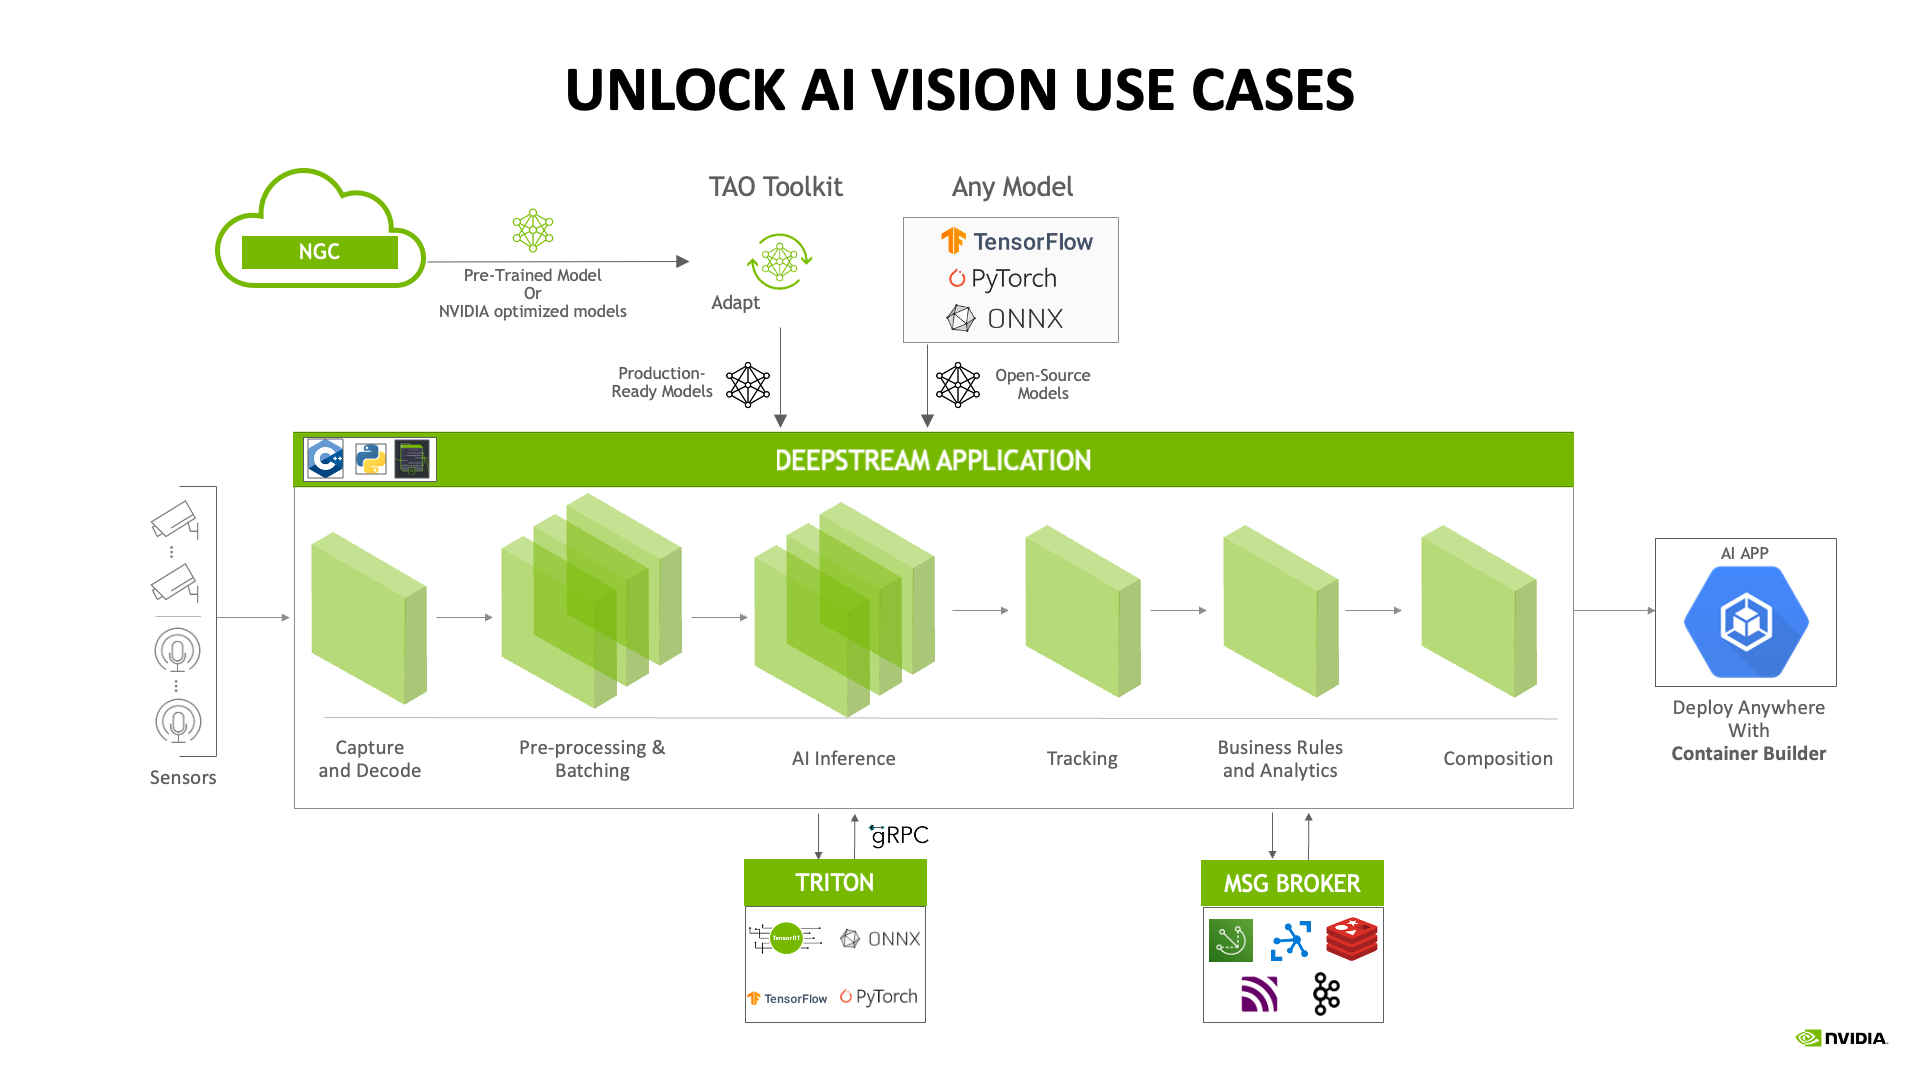 UNLOCK AI VISION USE CASES
NGC
Pre-Trained Model
Or
NVIDIA optimized models
TAO Toolkit
Adapt
Any Model
TensorFlow
PyTorch
ONNX
Production-
Ready Models
Open-Source
Models
C++
DEEPSTREAM APPLICATION
Sensors
Capture
and Decode
Pre-processing &
Batching
AI Inference
Tracking
Business Rules
and Analytics
Composition
AI APP
Deploy Anywhere
With
Container Builder
gRPC
TRITON
TensorRT
ONNX
TensorFlow
PyTorch
MSG BROKER
NVIDIA.